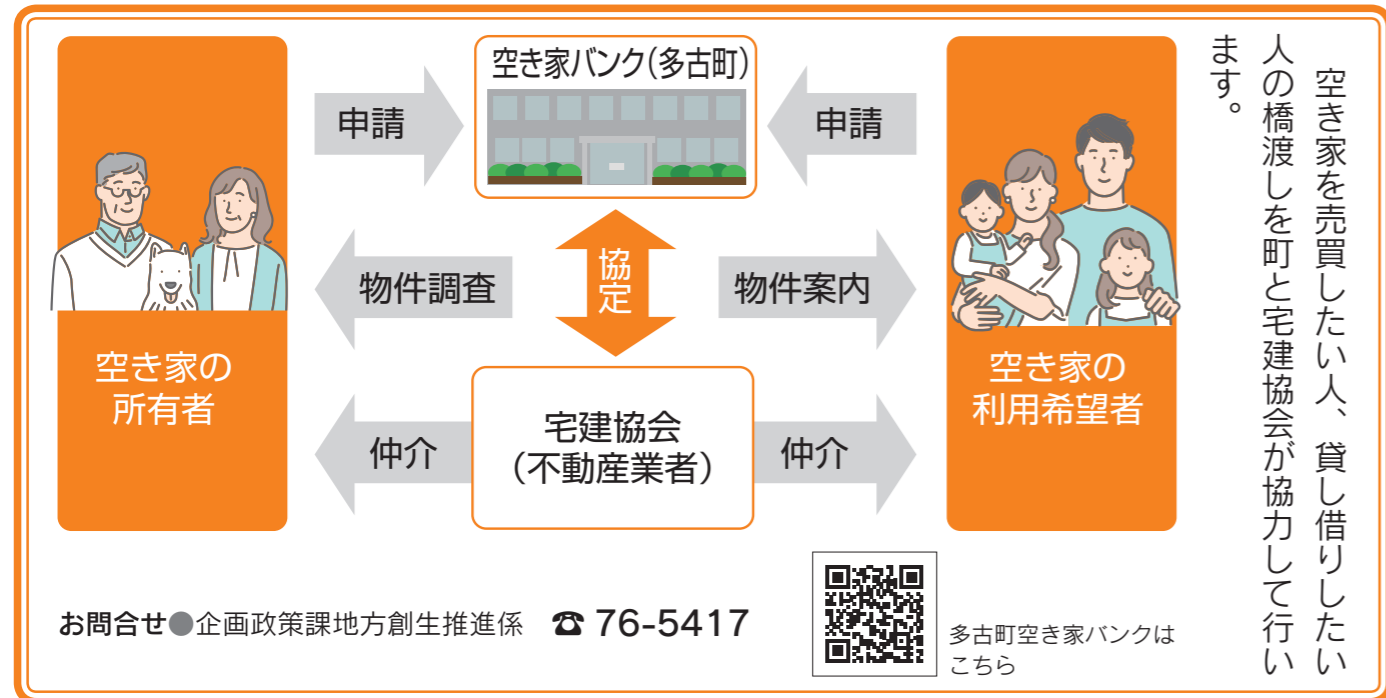 空き家を売買したい人、貸し借りしたい
人の橋渡しを町と宅建協会が協力して行い
ます。
空き家バンク(多古町)
申請
申請
物件調査
協定
物件案内
空き家の
所有者
空き家の
利用希望者
仲介
宅建協会
(不動産業者)
仲介
お問合せ●企画政策課地方創生推進係 ☎ 76-5417
多古町空き家バンクは
こちら